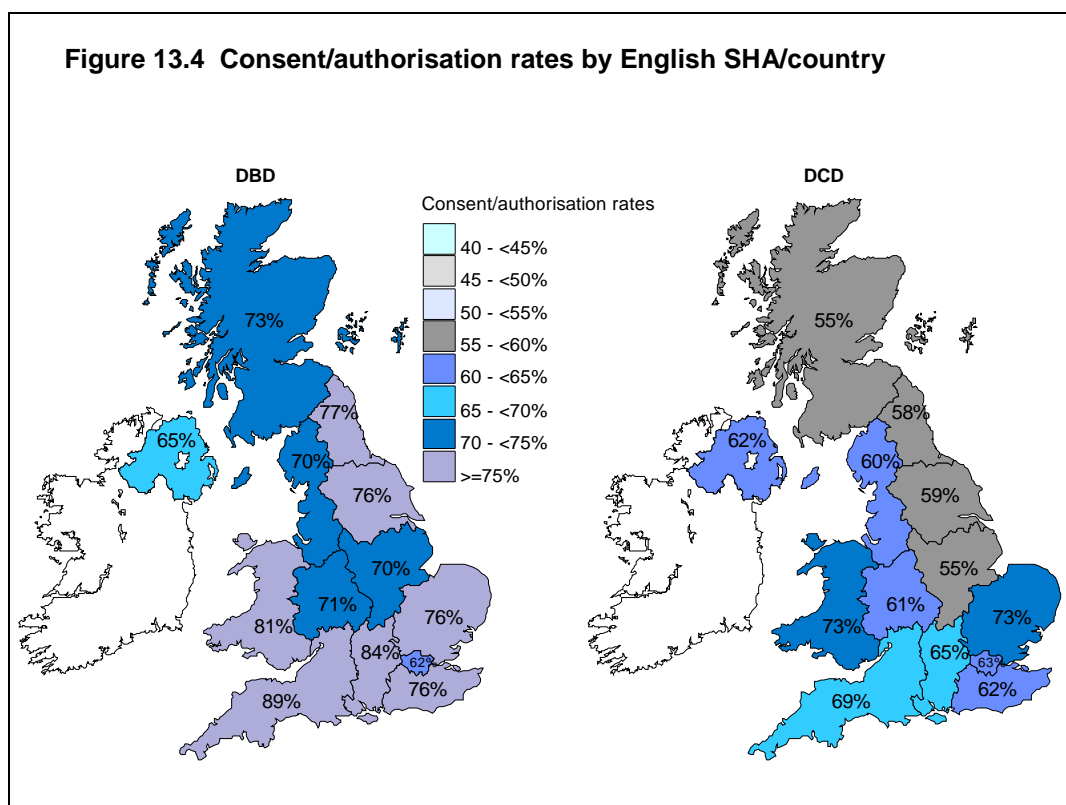 Figure 13.4 Consent/authorisation rates by English SHA/country
DBD
DCD
Consent/authorisation rates
40 - <45%
45 - <50%
50 - <55%
55 - <60%
60 - <65%
65 - <70%
70 - <75%
>=75%
73%
77%
65%
70%
76%
70%
71%
76%
81%
84%
62%
76%
89%
55%
58%
62%
60%
59%
55%
61%
73%
73%
65%
63%
62%
69%